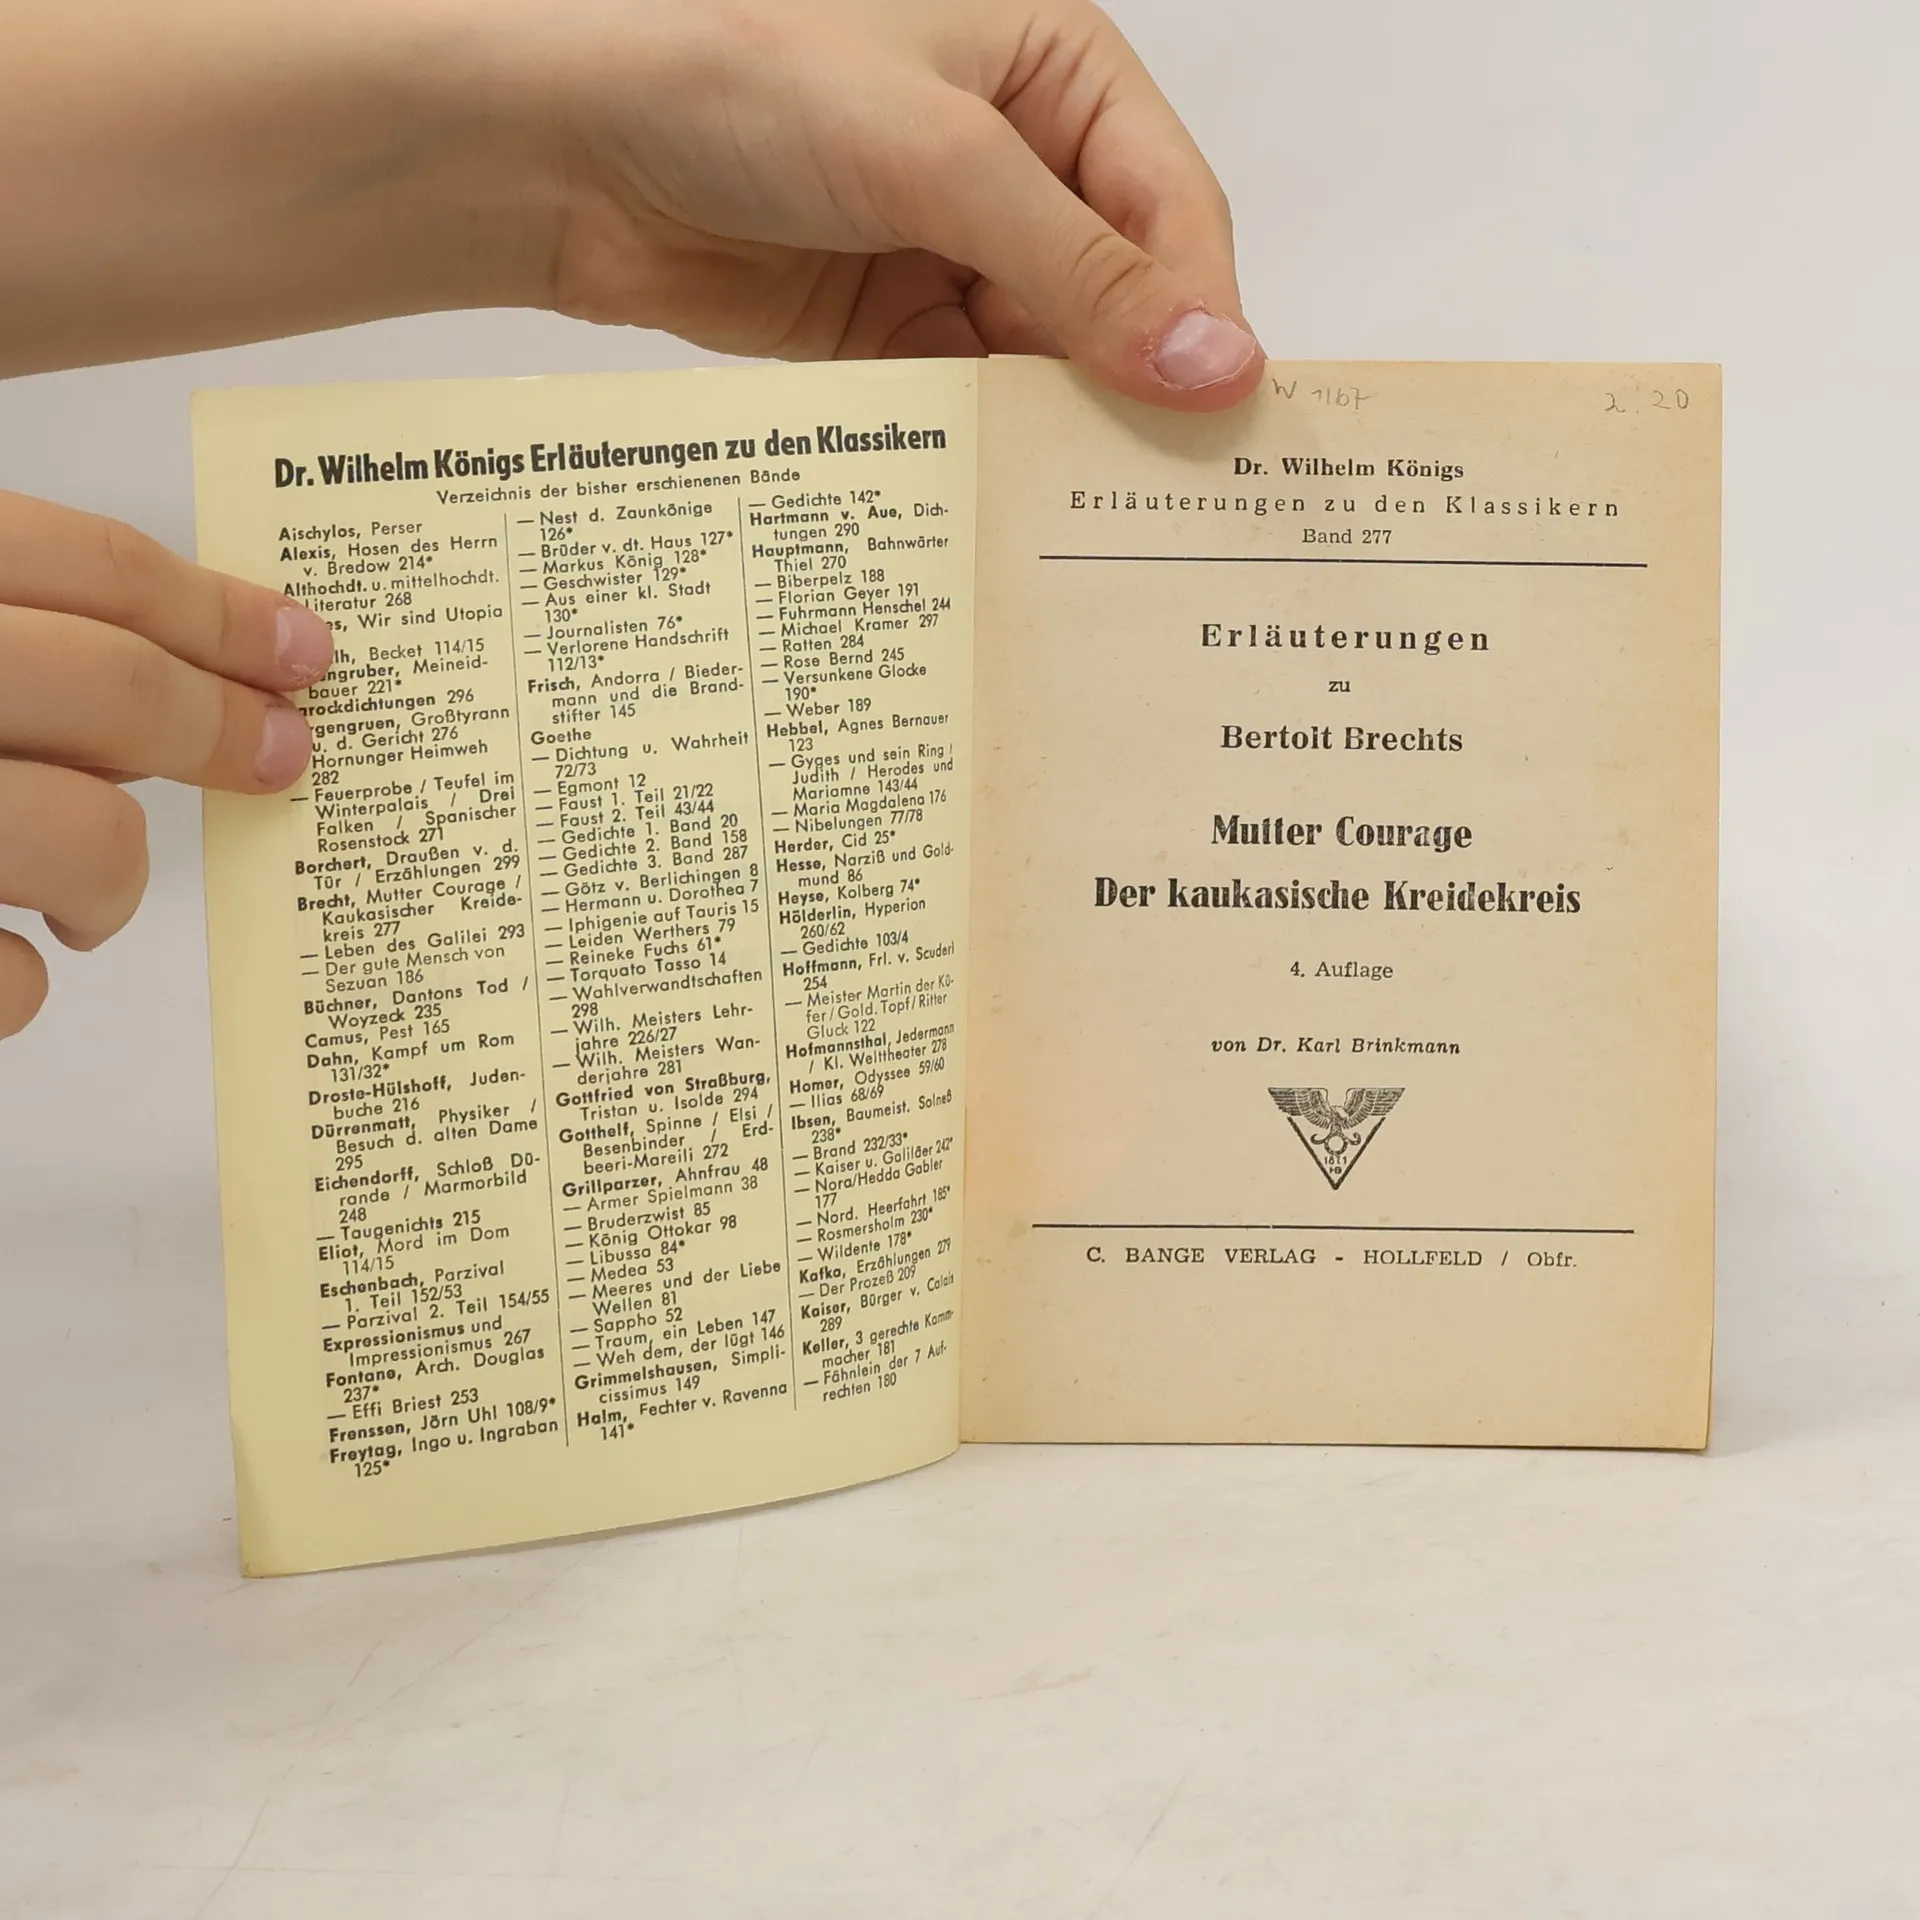 Dr. Wilhelm Königs Erläuterungen zu den Klassikern
Verzeichnis der bisher erschienenen Bände
Aischylos, Perser
Alexis, Hosen des Herrn
v. Bredow 214*
Althochdt. u. mittelhochdt.
Literatur 268
Wir sind Utopia
Becket 114/15
Meineid-
bauer 221*
296
Großtyrann
u. d. Gericht 276
Hornunger Heimweh
282
— Feuerprobe / Teufel im
Winterpalais / Drei
Falken / Spanischer
Rosenstock 271
Borchert, Draußen v. d.
Tür / Erzählungen 299
Brecht, Mutter Courage /
Kaukasischer Kreide-
kreis 277
— Leben des Galilei 293
— Der gute Mensch von
Sezuan 186
Büchner, Dantons Tod /
Woyzeck 235
Camus, Pest 165
Dahn, Kampf um Rom
131/32*
Droste-Hülshoff, Juden-
buche 216
Dürrenmatt, Physiker /
Besuch d. alten Dame
295
Eichendorff, Schloß Dü-
rande / Marmorbild
248
— Taugenichts 215
Eliot, Mord im Dom
114/15
Eschenbach, Parzival
1. Teil 152/53
— Parzival 2. Teil 154/55
Expressionismus und
Impressionismus 267
Fontane, Arch. Douglas
237*
— Effi Briest 253
Frenssen, Jörn Uhl 108/9*
Freytag, Ingo u. Ingraban
125*
— Nest d. Zaunkönige
126*
— Brüder v. dt. Haus 127*
— Markus König 128*
— Geschwister 129*
— Aus einer kl. Stadt
130*
— Journalisten 76*
— Verlorene Handschrift
112/13*
Frisch, Andorra / Bieder-
mann und die Brand-
stifter 145
Goethe
— Dichtung u. Wahrheit
72/73
— Egmont 12
— Faust 1. Teil 21/22
— Faust 2. Teil 43/44
— Gedichte 1. Band 20
— Gedichte 2. Band 158
— Gedichte 3. Band 287
— Götz v. Berlichingen 8
— Hermann u. Dorothea 7
— Iphigenie auf Tauris 15
— Leiden Werthers 79
— Reineke Fuchs 61*
— Torquato Tasso 14
— Wahlverwandtschaften
298
— Wilh. Meisters Lehr-
jahre 226/27
— Wilh. Meisters Wan-
derjahre 281
Gottfried von Straßburg,
Tristan u. Isolde 294
Gotthelf, Spinne / Elsi /
Besenbinder / Erd-
beeri-Mareili 272
Grillparzer, Ahnfrau 48
— Armer Spielmann 38
— Bruderzwist 85
— König Ottokar 98
— Libussa 84*
— Medea 53
— Meeres und der Liebe
Wellen 81
— Sappho 52
— Traum, ein Leben 147
— Weh dem, der lügt 146
Grimmelshausen, Simpli-
cissimus 149
Halm, Fechter v. Ravenna
141*
— Gedichte 142*
Hartmann v. Aue, Dich-
tungen 290
Hauptmann, Bahnwärter
Thiel 270
— Biberpelz 188
— Florian Geyer 191
— Fuhrmann Henschel 244
— Michael Kramer 297
— Ratten 284
— Rose Bernd 245
— Versunkene Glocke
190*
— Weber 189
Hebbel, Agnes Bernauer
123
— Gyges und sein Ring /
Judith / Herodes und
Mariamne 143/44
— Maria Magdalena 176
— Nibelungen 77/78
Herder, Cid 25*
Hesse, Narziß und Gold-
mund 86
Heyse, Kolberg 74*
Hölderlin, Hyperion
260/62
— Gedichte 103/4
Hoffmann, Frl. v. Scuderi
254
— Meister Martin der Kü-
fer / Gold. Topf / Ritter
Gluck 122
Hofmannsthal, Jedermann
/ Kl. Welttheater 278
Homer, Odyssee 59/60
— Ilias 68/69
Ibsen, Baumeist. Solneß
238*
— Brand 232/33*
— Kaiser u. Galiläer 242*
— Nora/Hedda Gabler
177
— Nord. Heerfahrt 185*
— Rosmersholm 230*
— Wildente 178*
Kafka, Erzählungen 279
— Der Prozeß 209
Kaiser, Bürger v. Calais
289
Keller, 3 gerechte Kamm-
macher 181
— Fähnlein der 7 Auf-
rechten 180
W 1167 2.20
Dr. Wilhelm Königs
Erläuterungen zu den Klassikern
Band 277
Erläuterungen
zu
Bertolt Brechts
Mutter Courage
Der kaukasische Kreidekreis
4. Auflage
von Dr. Karl Brinkmann
1871
HB
C. BANGE VERLAG - HOLLFELD / Obfr.